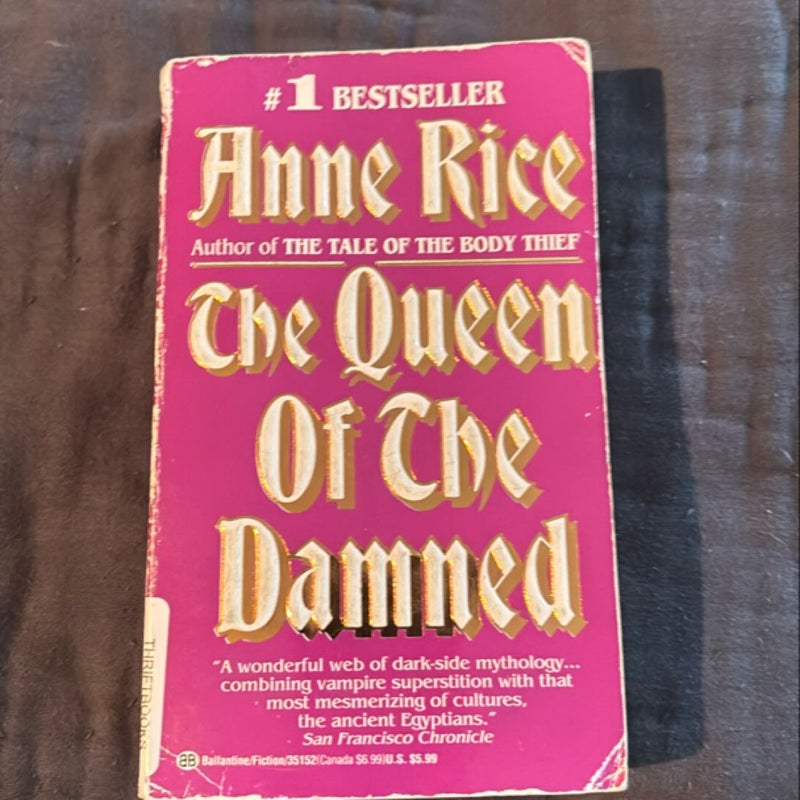 # 1 BESTSELLER
Anne Rice
Author of THE TALE OF THE BODY THIEF
The Queen
Of The
Damned
"A wonderful web of dark-side mythology...
combining vampire superstition with that
most mesmerizing of cultures,
the ancient Egyptians."
San Francisco Chronicle
BB Ballantine/Fiction/35152(Canada $6.99)U.S. $5.99
THRIFTBOOKS